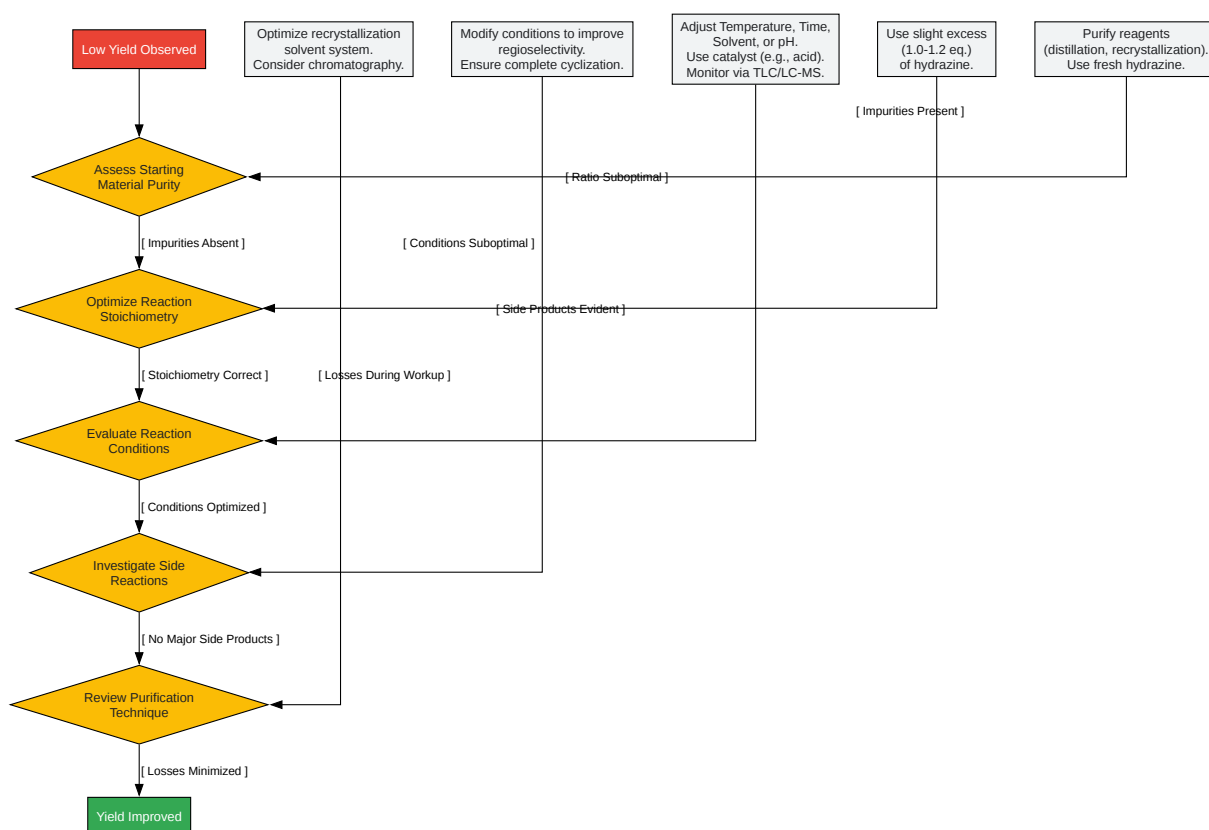 Low Yield Observed
Optimize recrystallization
solvent system.
Consider chromatography.
Modify conditions to improve
regioselectivity.
Ensure complete cyclization.
Adjust Temperature, Time,
Solvent, or pH.
Use catalyst (e.g., acid).
Monitor via TLC/LC-MS.
Use slight excess
(1.0-1.2 eq.)
of hydrazine.
Purify reagents
(distillation, recrystallization).
Use fresh hydrazine.
[ Impurities Present ]
Assess Starting
Material Purity
[ Ratio Suboptimal ]
[ Impurities Absent ]
[ Conditions Suboptimal ]
Optimize Reaction
Stoichiometry
[ Side Products Evident ]
[ Stoichiometry Correct ]
[ Losses During Workup ]
Evaluate Reaction
Conditions
[ Conditions Optimized ]
Investigate Side
Reactions
[ No Major Side Products ]
Review Purification
Technique
[ Losses Minimized ]
Yield Improved